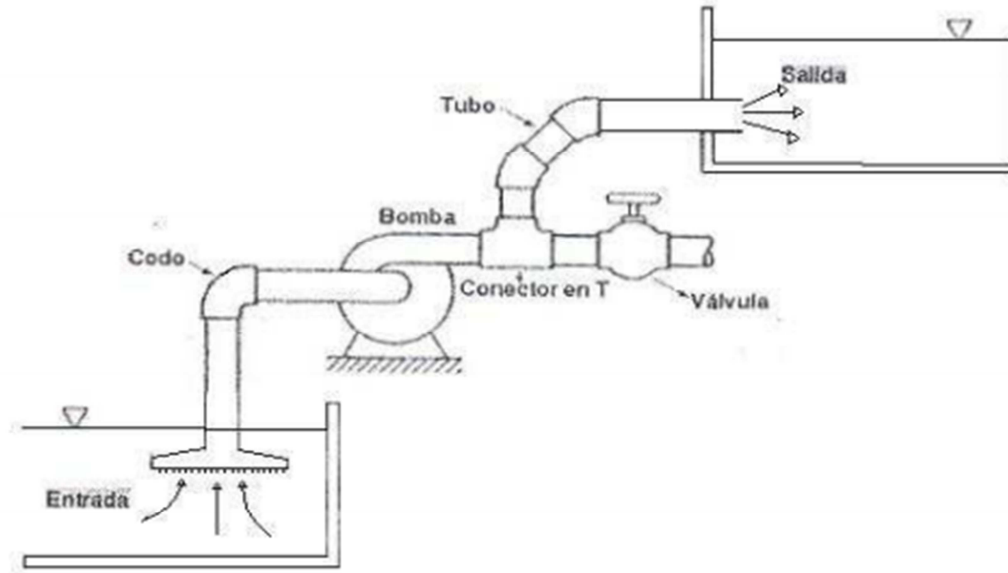 Salida
Tubo
Bomba
Codo
Conector en T
Válvula
Entrada